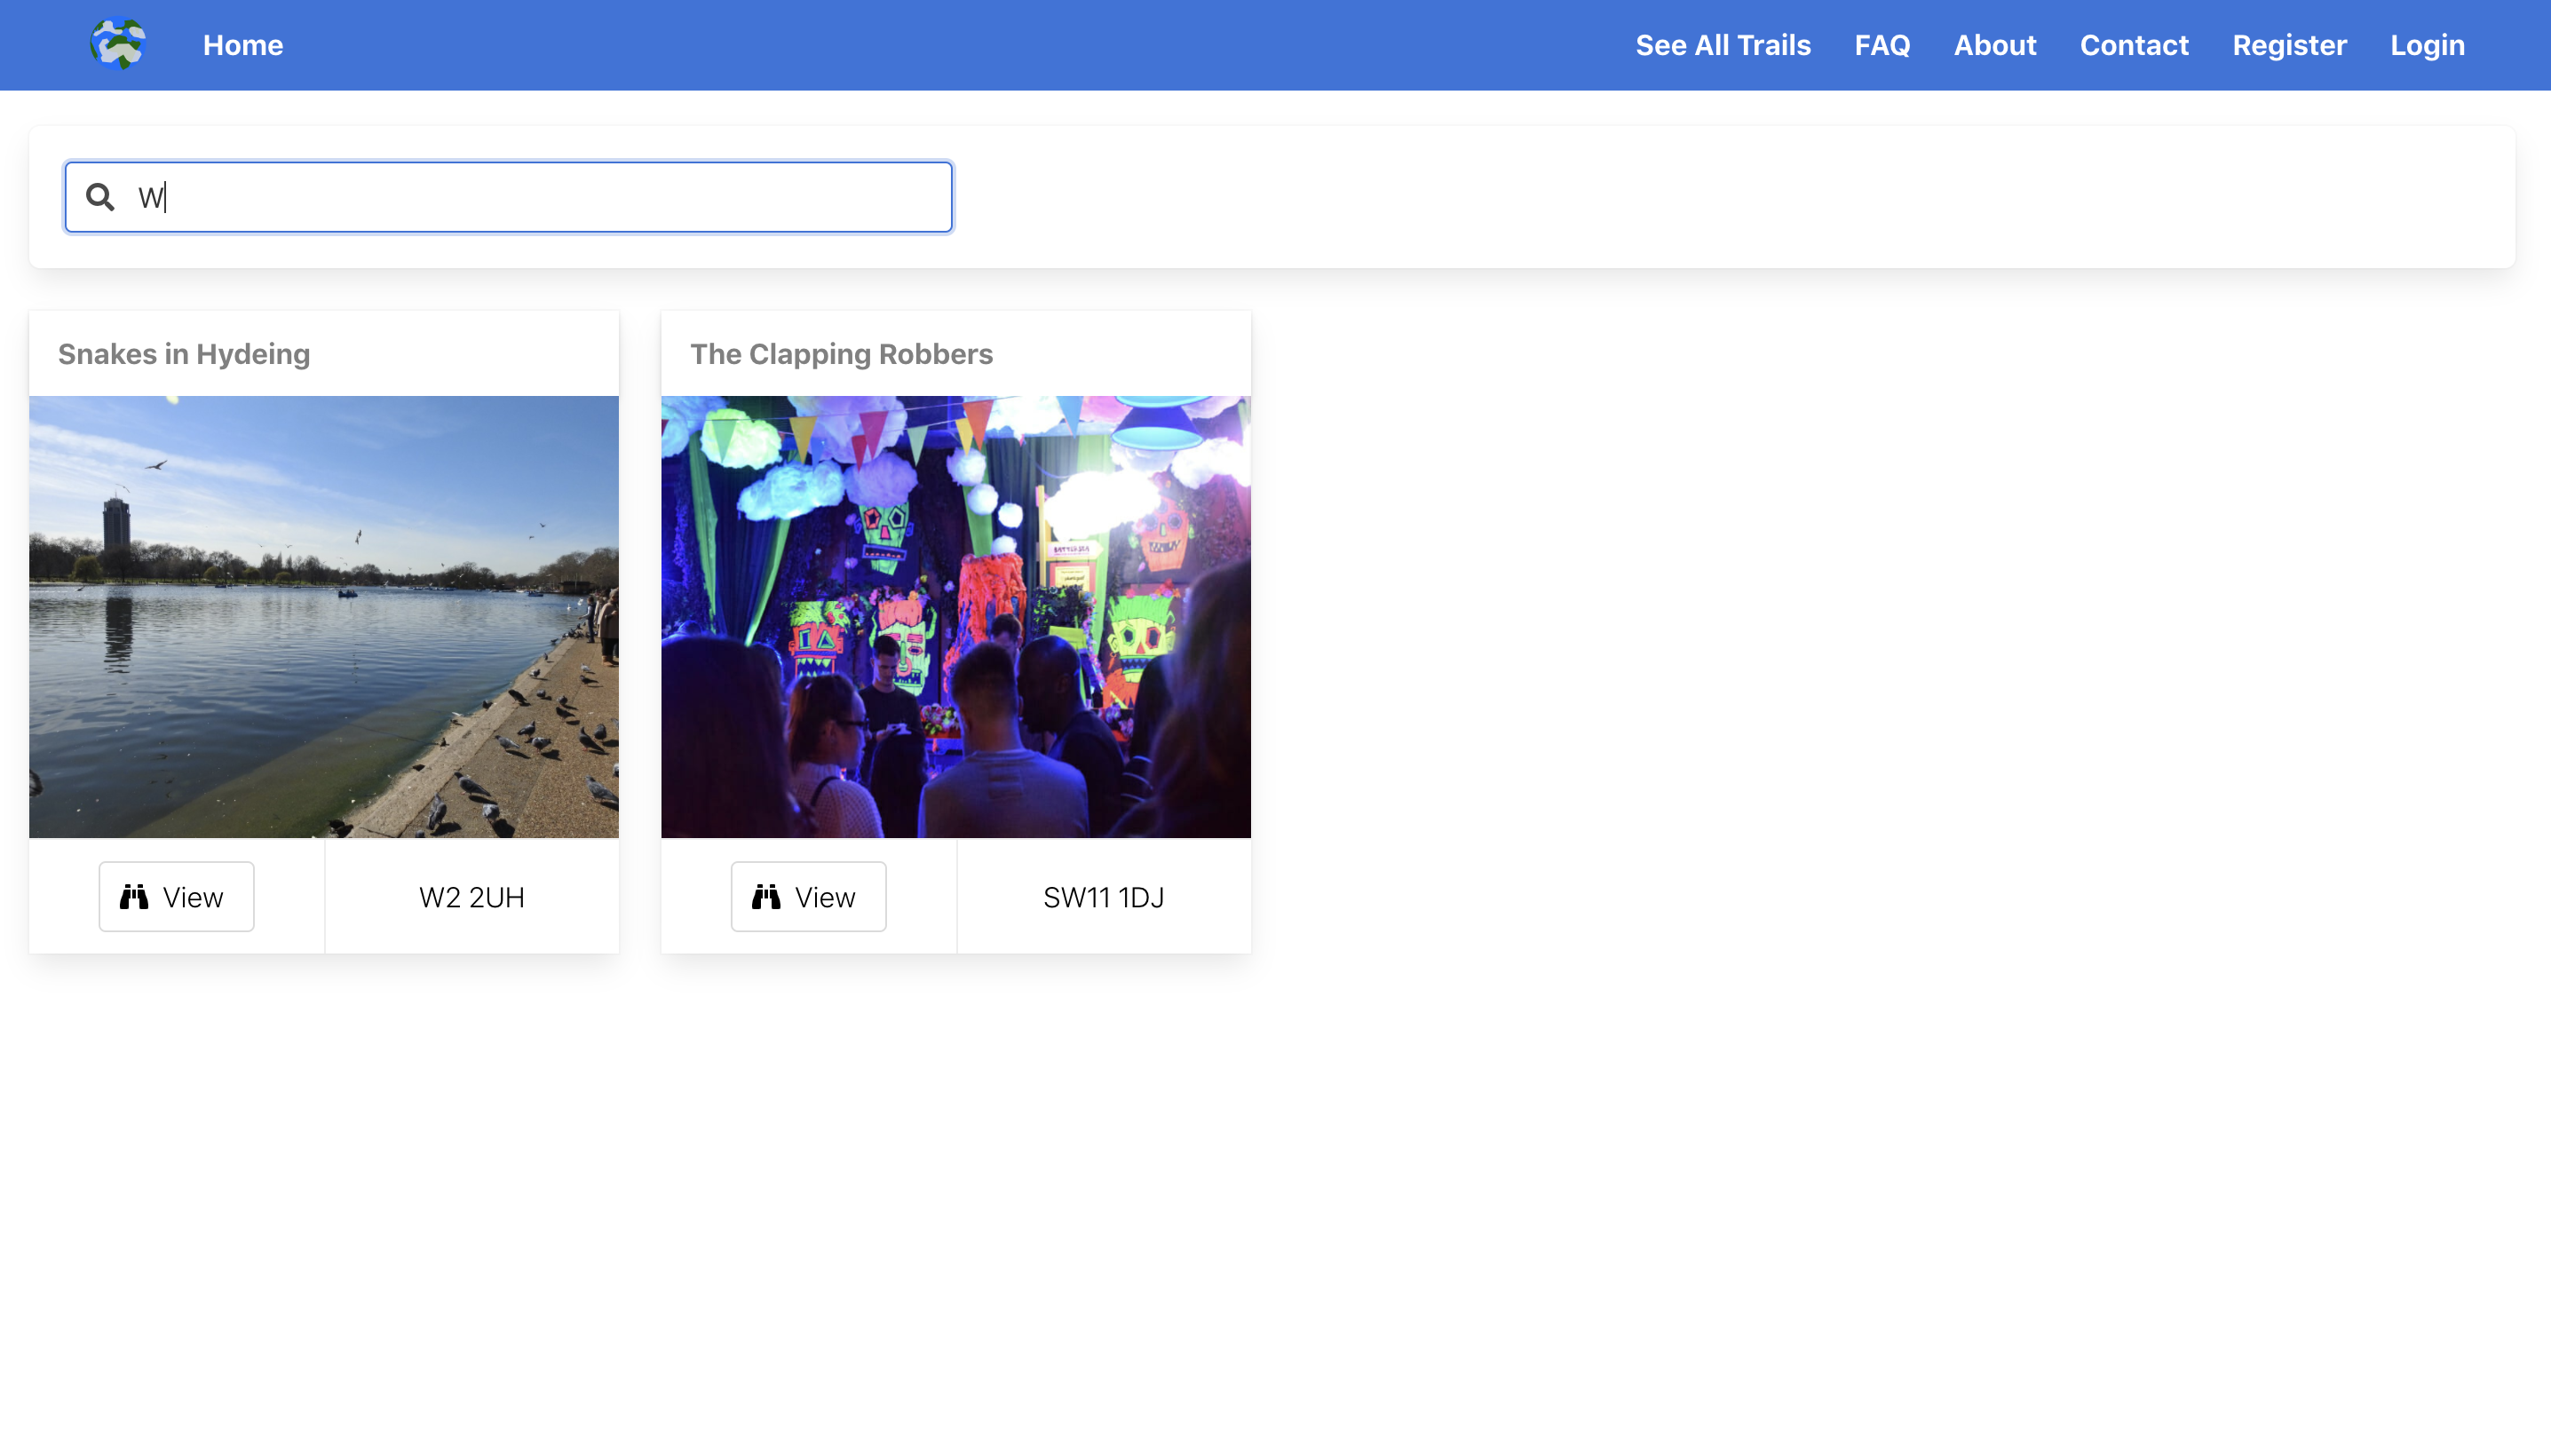 Home See All Trails FAQ About Contact Register Login
W
Snakes in Hydeing
The Clapping Robbers
BATTERSEA
View
W2 2UH
View
SW11 1DJ